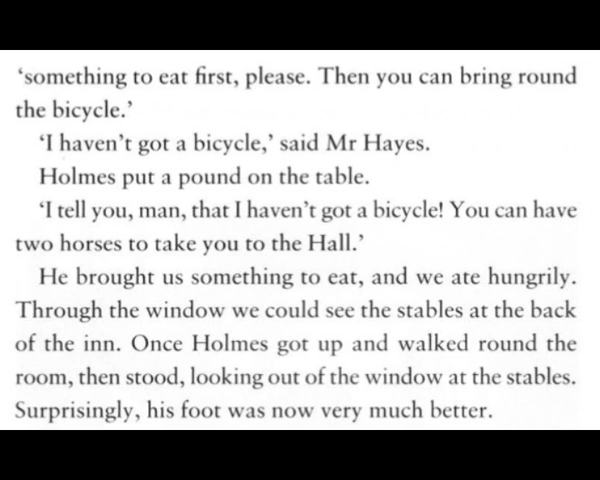 ‘something to eat first, please. Then you can bring round
the bicycle.’
‘I haven’t got a bicycle,’ said Mr Hayes.
Holmes put a pound on the table.
‘I tell you, man, that I haven’t got a bicycle! You can have
two horses to take you to the Hall.’
He brought us something to eat, and we ate hungrily.
Through the window we could see the stables at the back
of the inn. Once Holmes got up and walked round the
room, then stood, looking out of the window at the stables.
Surprisingly, his foot was now very much better.